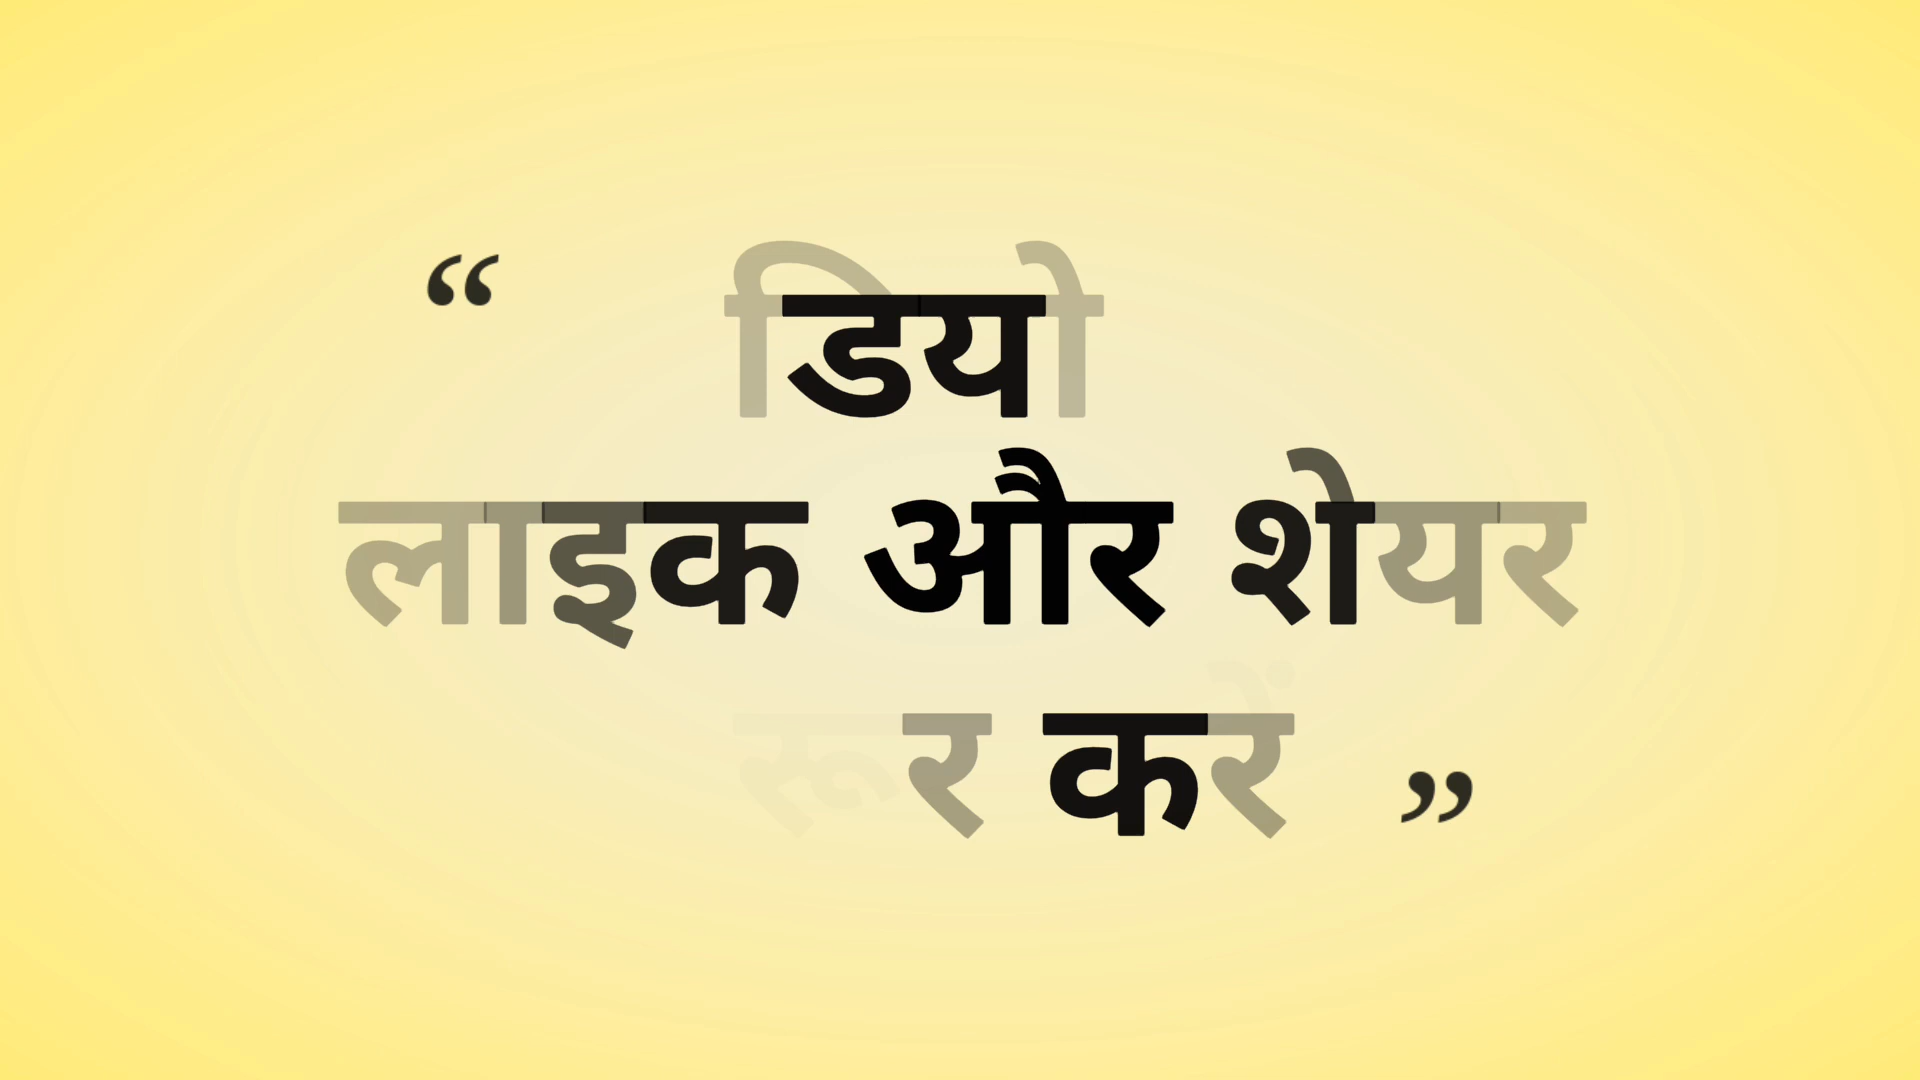 “ डियो
लाइक और शेयर
रूर करें ”